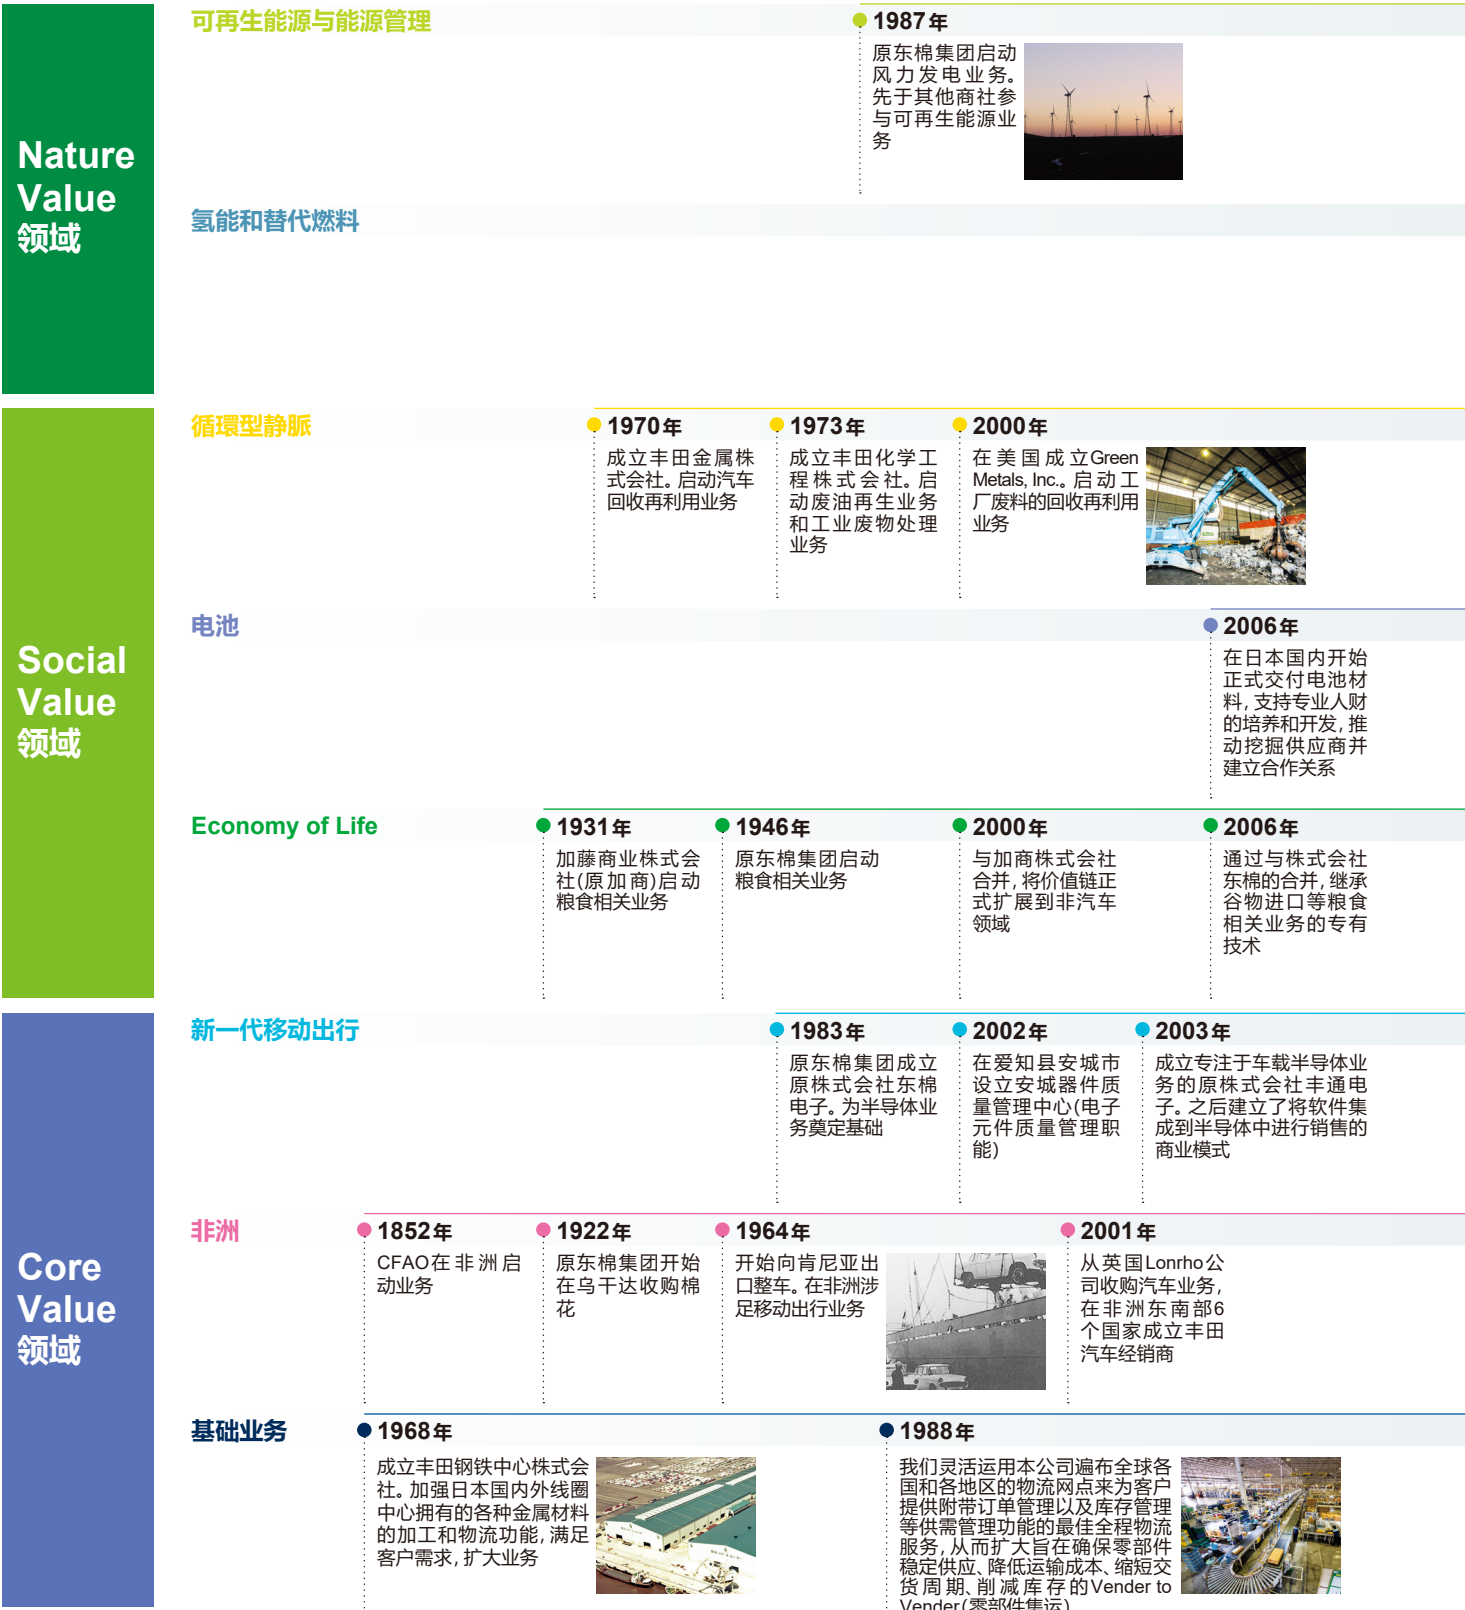 Nature
Value
领域
可再生能源与能源管理
1987年
原东棉集团启动
风力发电业务。
先于其他商社参
与可再生能源业
务
氢能和替代燃料
Social
Value
领域
循環型静脈
1970年
成立丰田金属株
式会社。启动汽车
回收再利用业务
1973年
成立丰田化学工
程株式会社。启
动废油再生业务
和工业废物处理
业务
2000年
在美国成立Green
Metals, Inc.。启动工
厂废料的回收再利用
业务
电池
2006年
在日本国内开始
正式交付电池材
料，支持专业人财
的培养和开发，推
动挖掘供应商并
建立合作关系
Economy of Life
1931年
加藤商业株式会
社(原加商)启动
粮食相关业务
1946年
原东棉集团启动
粮食相关业务
2000年
与加商株式会社
合并，将价值链正
式扩展到非汽车
领域
2006年
通过与株式会社
东棉的合并，继承
谷物进口等粮食
相关业务的专有
技术
Core
Value
领域
新一代移动出行
1983年
原东棉集团成立
原株式会社东棉
电子。为半导体业
务奠定基础
2002年
在爱知县安城市
设立安城器件质
量管理中心(电子
元件质量管理职
能)
2003年
成立专注于车载半导体业
务的原株式会社丰通电
子。之后建立了将软件集
成到半导体中进行销售的
商业模式
非洲
1852年
CFAO在非洲启
动业务
1922年
原东棉集团开始
在乌干达收购棉
花
1964年
开始向肯尼亚出
口整车。在非洲涉
足移动出行业务
2001年
从英国Lonrho公
司收购汽车业务，
在非洲东南部6
个国家成立丰田
汽车经销商
基础业务
1968年
成立丰田钢铁中心株式会
社。加强日本国内外线圈
中心拥有的各种金属材料
的加工和物流功能，满足
客户需求，扩大业务
1988年
我们灵活运用本公司遍布全球各
国和各地区的物流网点来为客户
提供附带订单管理以及库存管理
等供需管理功能的最佳全程物流
服务，从而扩大旨在确保零部件
稳定供应、降低运输成本、缩短交
货周期、削减库存的Vender to
Vender(零部件集运)